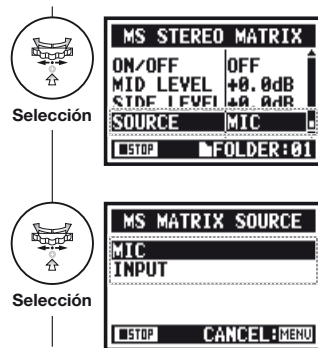 MS STEREO MATRIX
ON/OFF OFF
MID LEVEL +0.0dB
SIDE LEVEL +0.0dB
SOURCE MIC
STOP FOLDER:01
Selección
MS MATRIX SOURCE
MIC
INPUT
STOP CANCEL:MENU
Selección